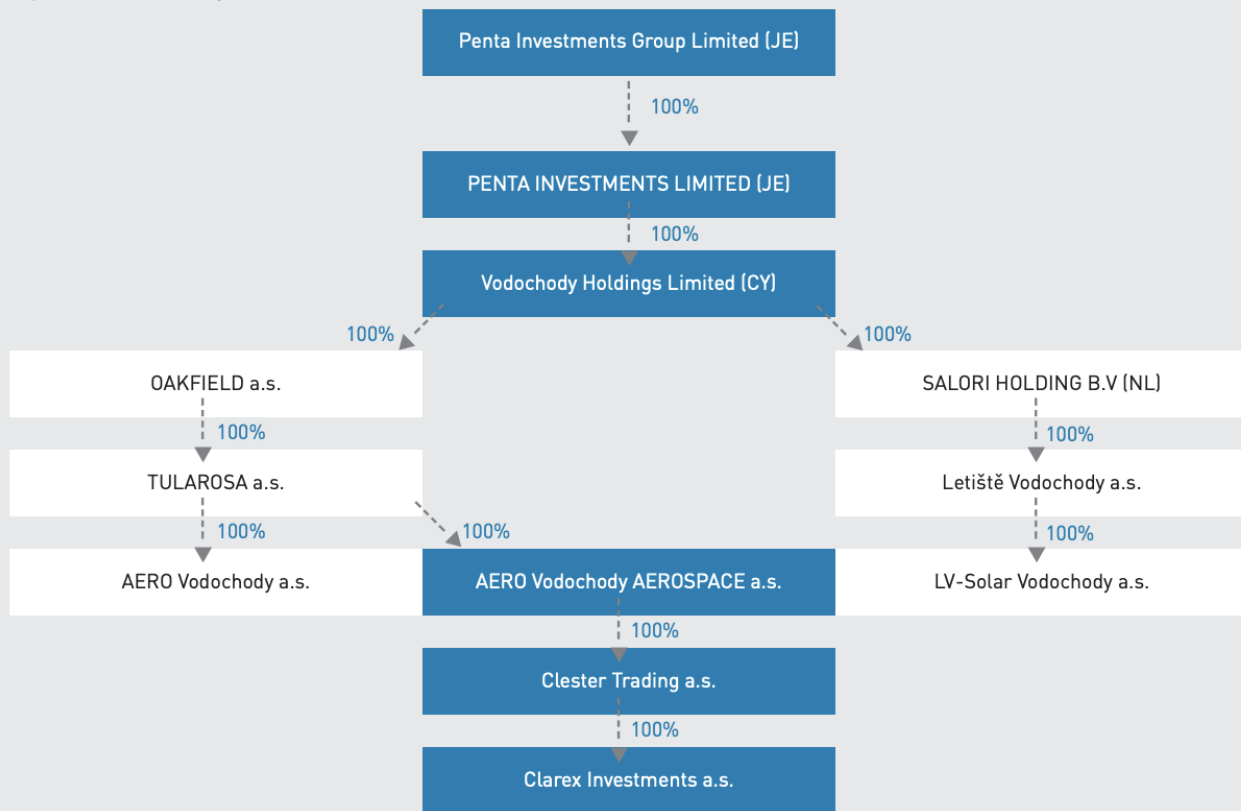 Penta Investments Group Limited (JE)
100%
PENTA INVESTMENTS LIMITED (JE)
100%
Vodochody Holdings Limited (CY)
100%
100%
OAKFIELD a.s.
SALORI HOLDING B.V (NL)
100%
100%
TULAROSA a.s.
Letiště Vodochody a.s.
100%
100%
100%
AERO Vodochody a.s.
AERO Vodochody AEROSPACE a.s.
LV-Solar Vodochody a.s.
100%
Clester Trading a.s.
100%
Clarex Investments a.s.